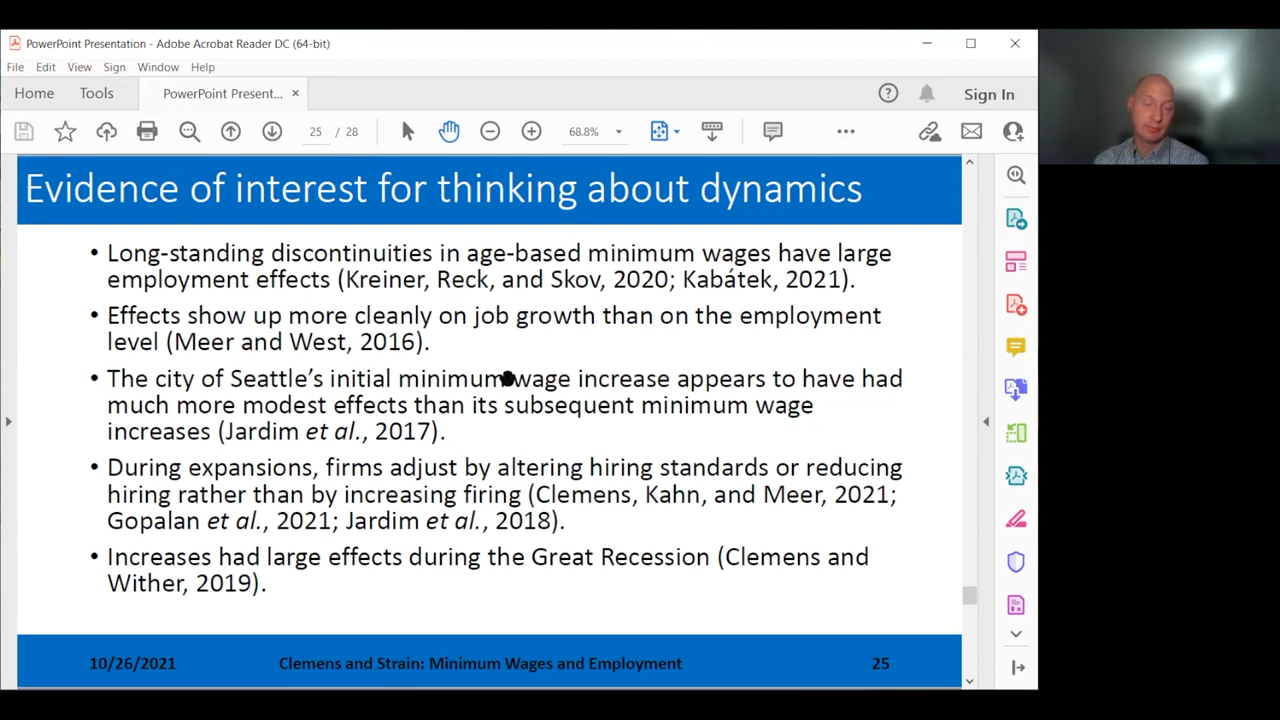 PowerPoint Presentation - Adobe Acrobat Reader DC (64-bit)
File Edit View Sign Window Help
Home Tools PowerPoint Present... × Sign In
25 / 28 68.8%
Evidence of interest for thinking about dynamics
• Long-standing discontinuities in age-based minimum wages have large
employment effects (Kreiner, Reck, and Skov, 2020; Kabátek, 2021).
• Effects show up more cleanly on job growth than on the employment
level (Meer and West, 2016).
• The city of Seattle’s initial minimum wage increase appears to have had
much more modest effects than its subsequent minimum wage
increases (Jardim et al., 2017).
• During expansions, firms adjust by altering hiring standards or reducing
hiring rather than by increasing firing (Clemens, Kahn, and Meer, 2021;
Gopalan et al., 2021; Jardim et al., 2018).
• Increases had large effects during the Great Recession (Clemens and
Wither, 2019).
10/26/2021 Clemens and Strain: Minimum Wages and Employment 25